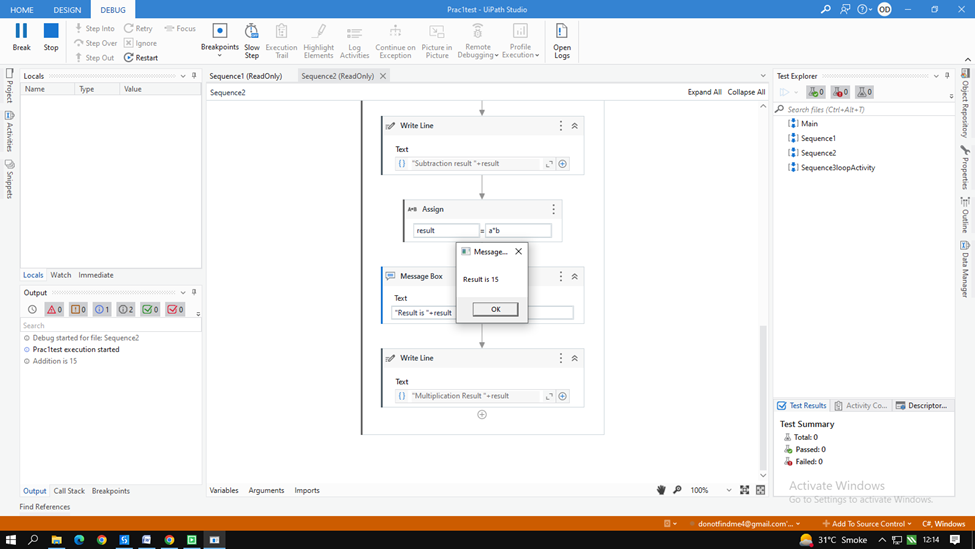 HOME DESIGN DEBUG Prac1test - UiPath Studio OD
Break Stop Step Into Step Over Step Out Retry Ignore Restart Focus Breakpoints Slow Step Execution Trail Highlight Elements Log Activities Continue on Exception Picture in Picture Remote Debugging Profile Execution Open Logs
Project
Activities
Snippets
Locals
Name Type Value
Locals Watch Immediate
Output
0 0 1 2 0 0
Search
Debug started for file: Sequence2
Prac1test execution started
Addition is 15
Output Call Stack Breakpoints
Find References
Sequence1 (ReadOnly) Sequence2 (ReadOnly)
Sequence2 Expand All Collapse All
Write Line
Text
"Subtraction result "+result
A+B Assign
result = a*b
Message...
Result is 15
OK
Message Box
Text
"Result is "+result
Write Line
Text
"Multiplication Result "+result
Variables Arguments Imports 100%
Test Explorer
0 0 0
Search files (Ctrl+Alt+T)
Main
Sequence1
Sequence2
Sequence3loopActivity
Test Results Activity Co... Descriptor...
Test Summary
Total: 0
Passed: 0
Failed: 0
Activate Windows
Go to Settings to activate Windows.
Object Repository
Properties
Outline
Data Manager
donotfindme4@gmail.com'... Add To Source Control C#, Windows
31°C Smoke 12:14